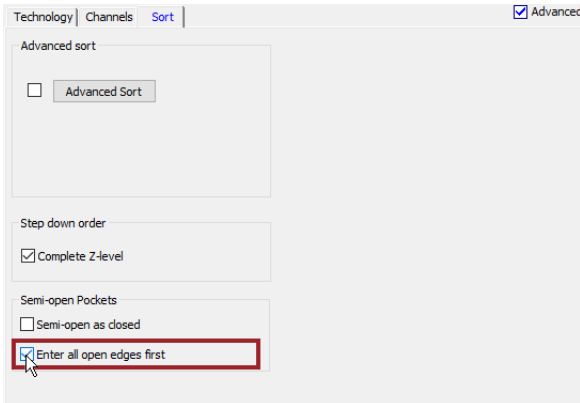 Technology Channels Sort Advanced
Advanced sort
Advanced Sort
Step down order
Complete Z-level
Semi-open Pockets
Semi-open as closed
Enter all open edges first